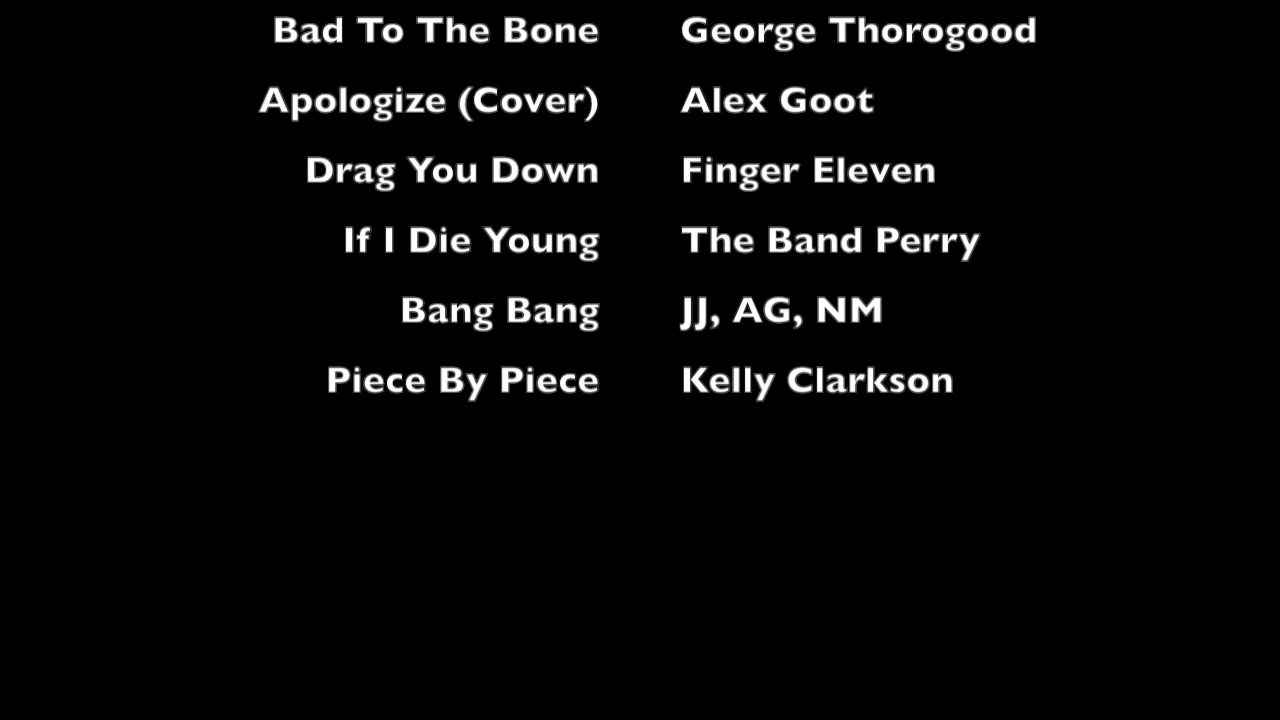 Bad To The Bone George Thorogood
Apologize (Cover) Alex Goot
Drag You Down Finger Eleven
If I Die Young The Band Perry
Bang Bang JJ, AG, NM
Piece By Piece Kelly Clarkson